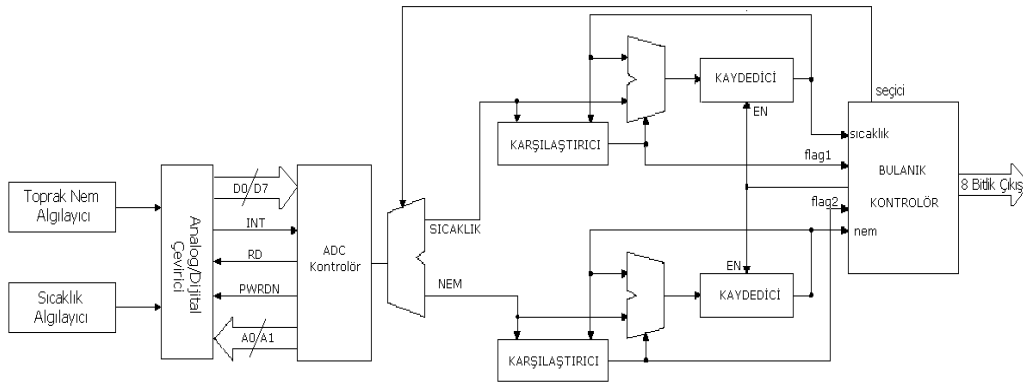 Toprak Nem
Algılayıcı
Sıcaklık
Algılayıcı
Analog/Dijital
Çevirici
D0/D7
INT
RD
PWRDN
A0/A1
ADC
Kontrolör
SICAKLIK
NEM
KARŞILAŞTIRICI
KAYDEDİCİ
EN
flag1
EN
KAYDEDİCİ
KARŞILAŞTIRICI
seçici
sıcaklık
BULANIK
flag2
KONTROLÖR
nem
8 Bitlik Çıkış